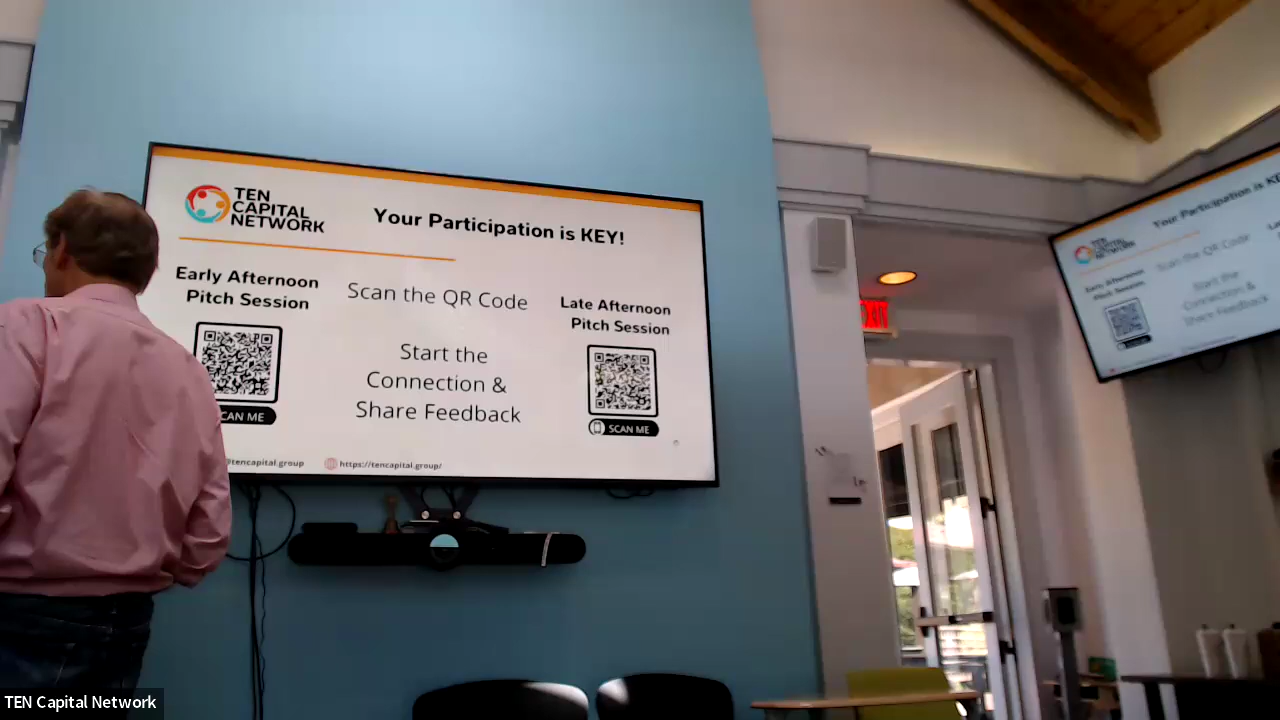 TEN
CAPITAL
NETWORK
Your Participation is KEY!
Early Afternoon
Pitch Session
Scan the QR Code
Late Afternoon
Pitch Session
Start the
Connection &
Share Feedback
CAN ME
SCAN ME
tencapital.group
https://tencapital.group/
TEN
CAPITAL
NETWORK
Your Participation is KE
Early Afternoon
Pitch Session
Scan the QR Code
Start the
Connection &
Share Feedback
TEN Capital Network